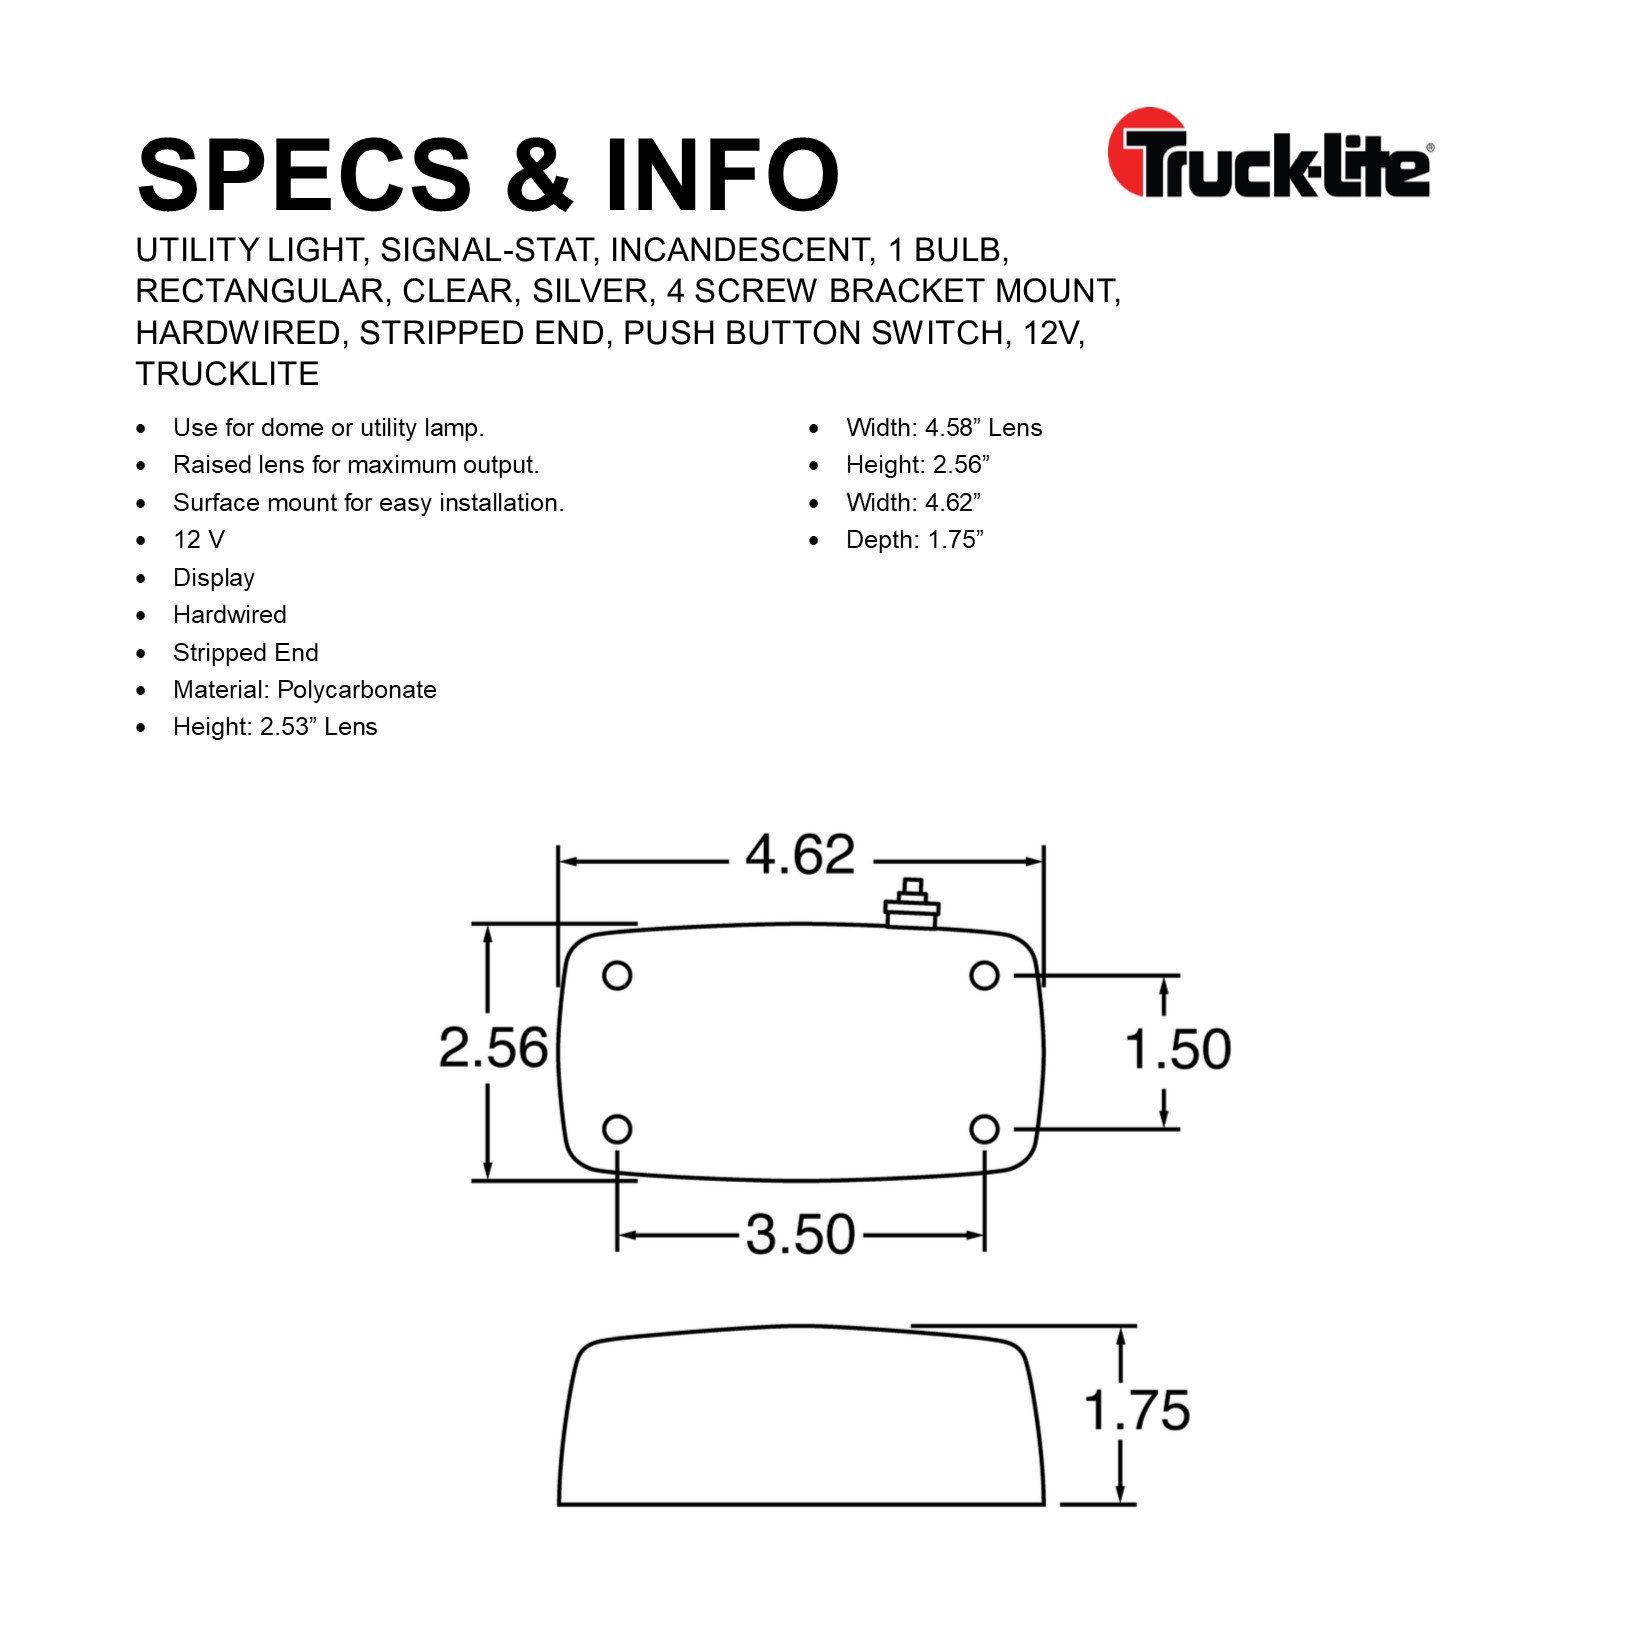 Truck-Lite®
SPECS & INFO
UTILITY LIGHT, SIGNAL-STAT, INCANDESCENT, 1 BULB,
RECTANGULAR, CLEAR, SILVER, 4 SCREW BRACKET MOUNT,
HARDWIRED, STRIPPED END, PUSH BUTTON SWITCH, 12V,
TRUCKLITE
• Use for dome or utility lamp.
• Raised lens for maximum output.
• Surface mount for easy installation.
• 12 V
• Display
• Hardwired
• Stripped End
• Material: Polycarbonate
• Height: 2.53” Lens
• Width: 4.58” Lens
• Height: 2.56”
• Width: 4.62”
• Depth: 1.75”
4.62
2.56
1.50
3.50
1.75